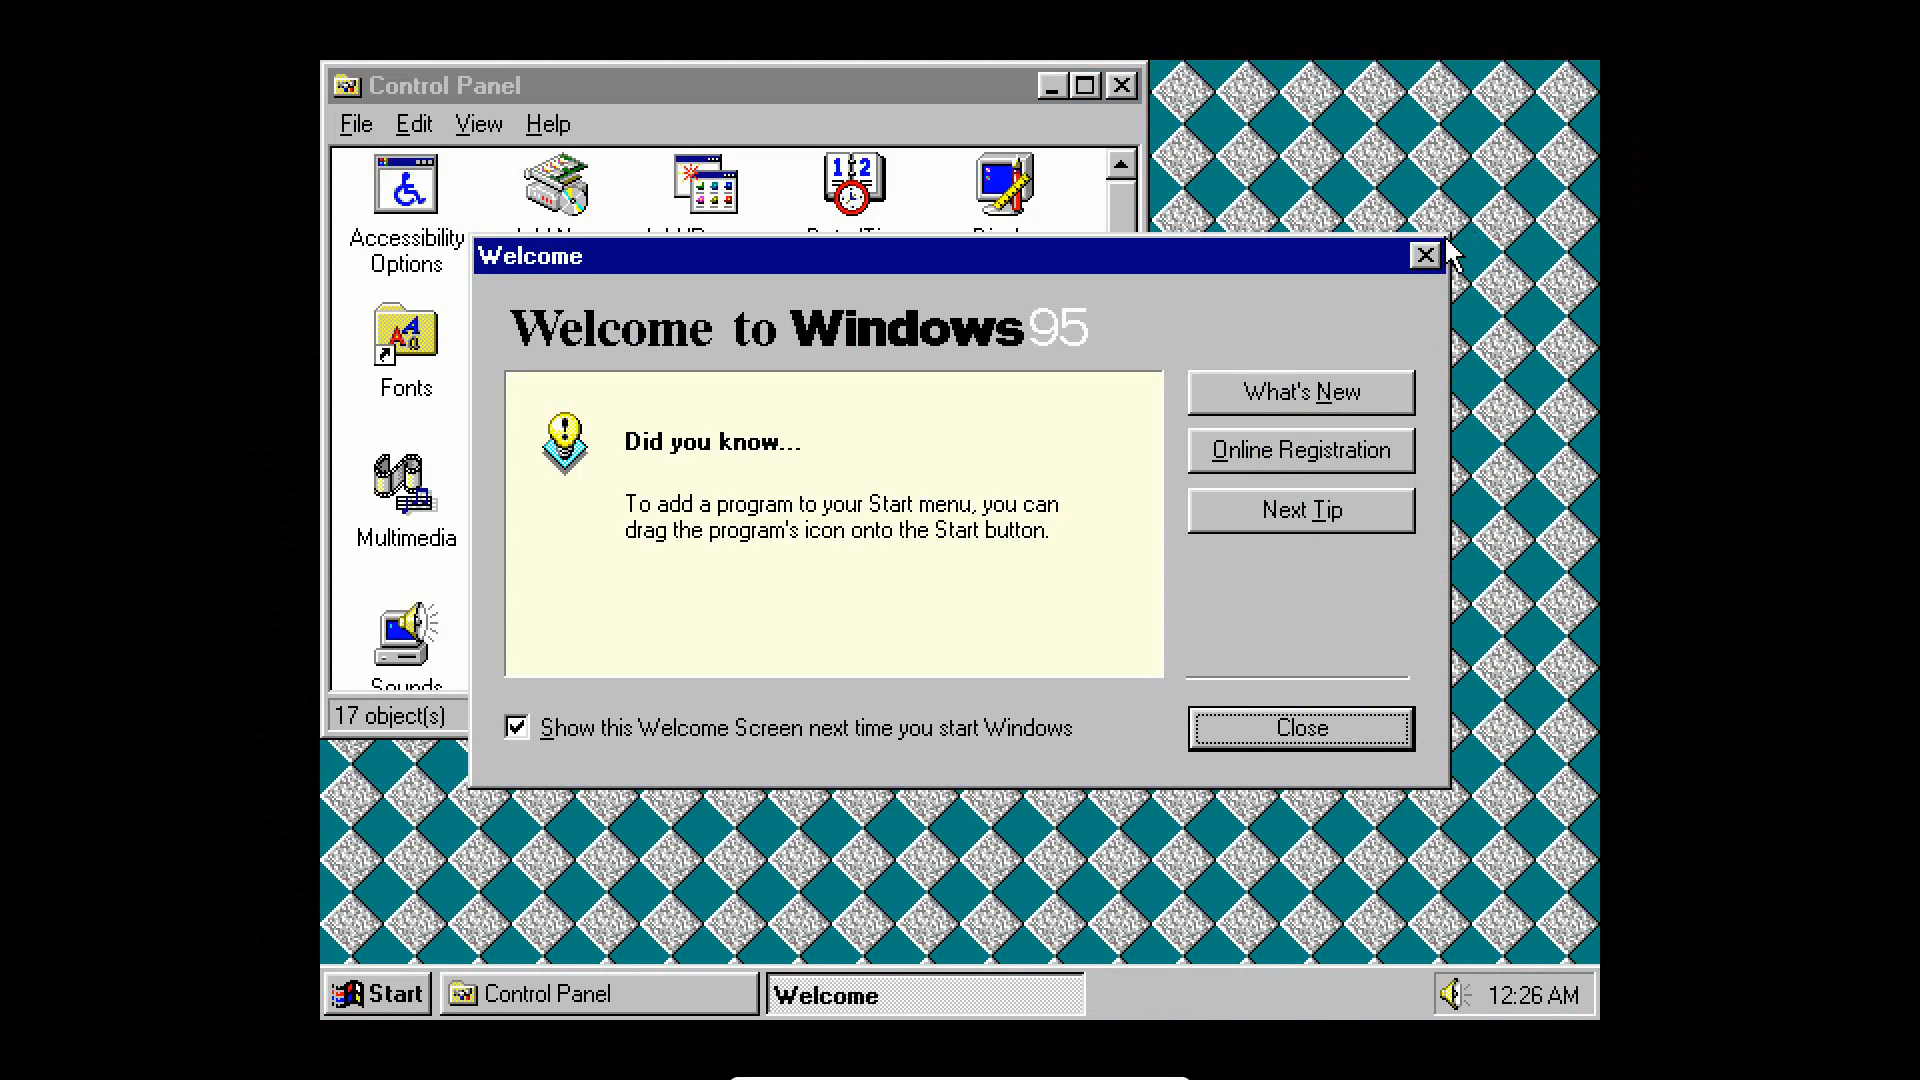 Control Panel
File Edit View Help
1 2
Accessibility
Options
Fonts
Multimedia
Sounds
17 object(s)
Welcome
Welcome to Windows 95
Did you know...
To add a program to your Start menu, you can
drag the program's icon onto the Start button.
What's New
Online Registration
Next Tip
Show this Welcome Screen next time you start Windows
Close
Start Control Panel Welcome 12:26 AM